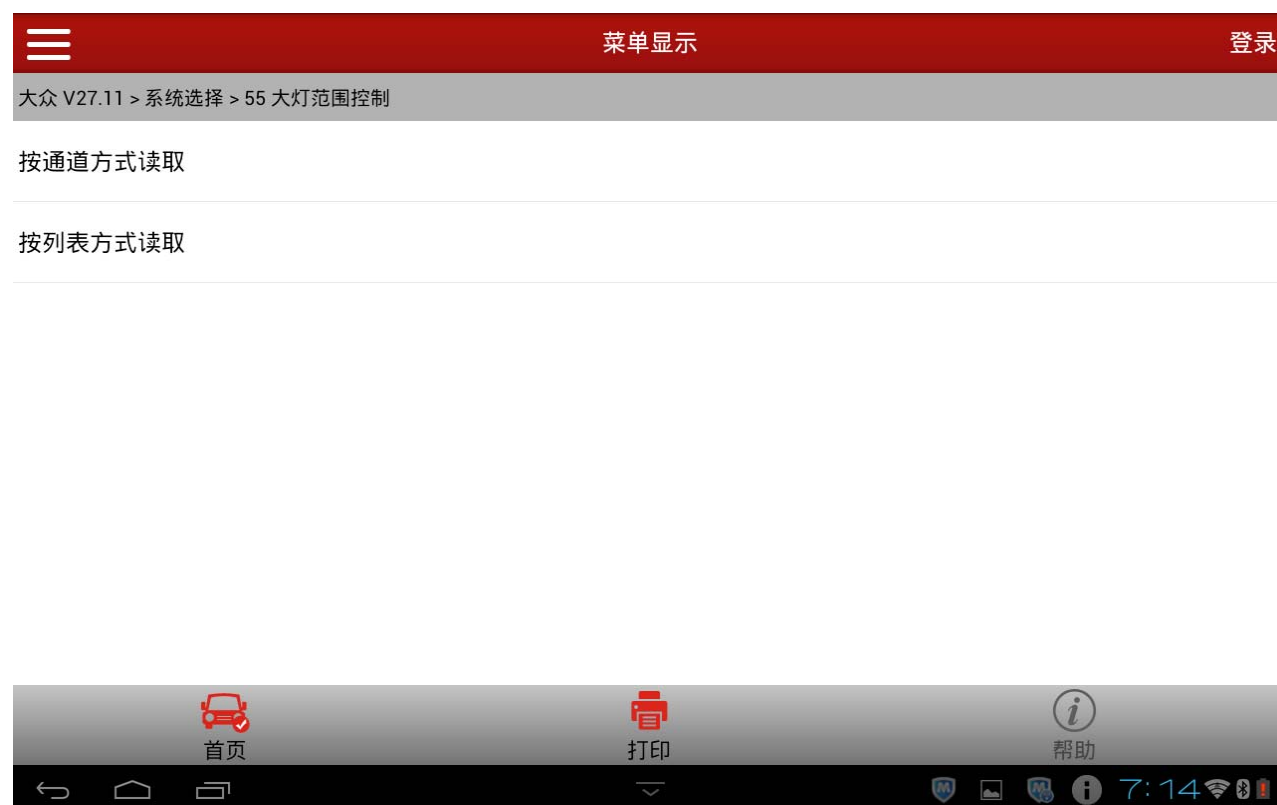 菜单显示
登录
大众 V27.11 > 系统选择 > 55 大灯范围控制
按通道方式读取
按列表方式读取
首页
打印
帮助
7:14